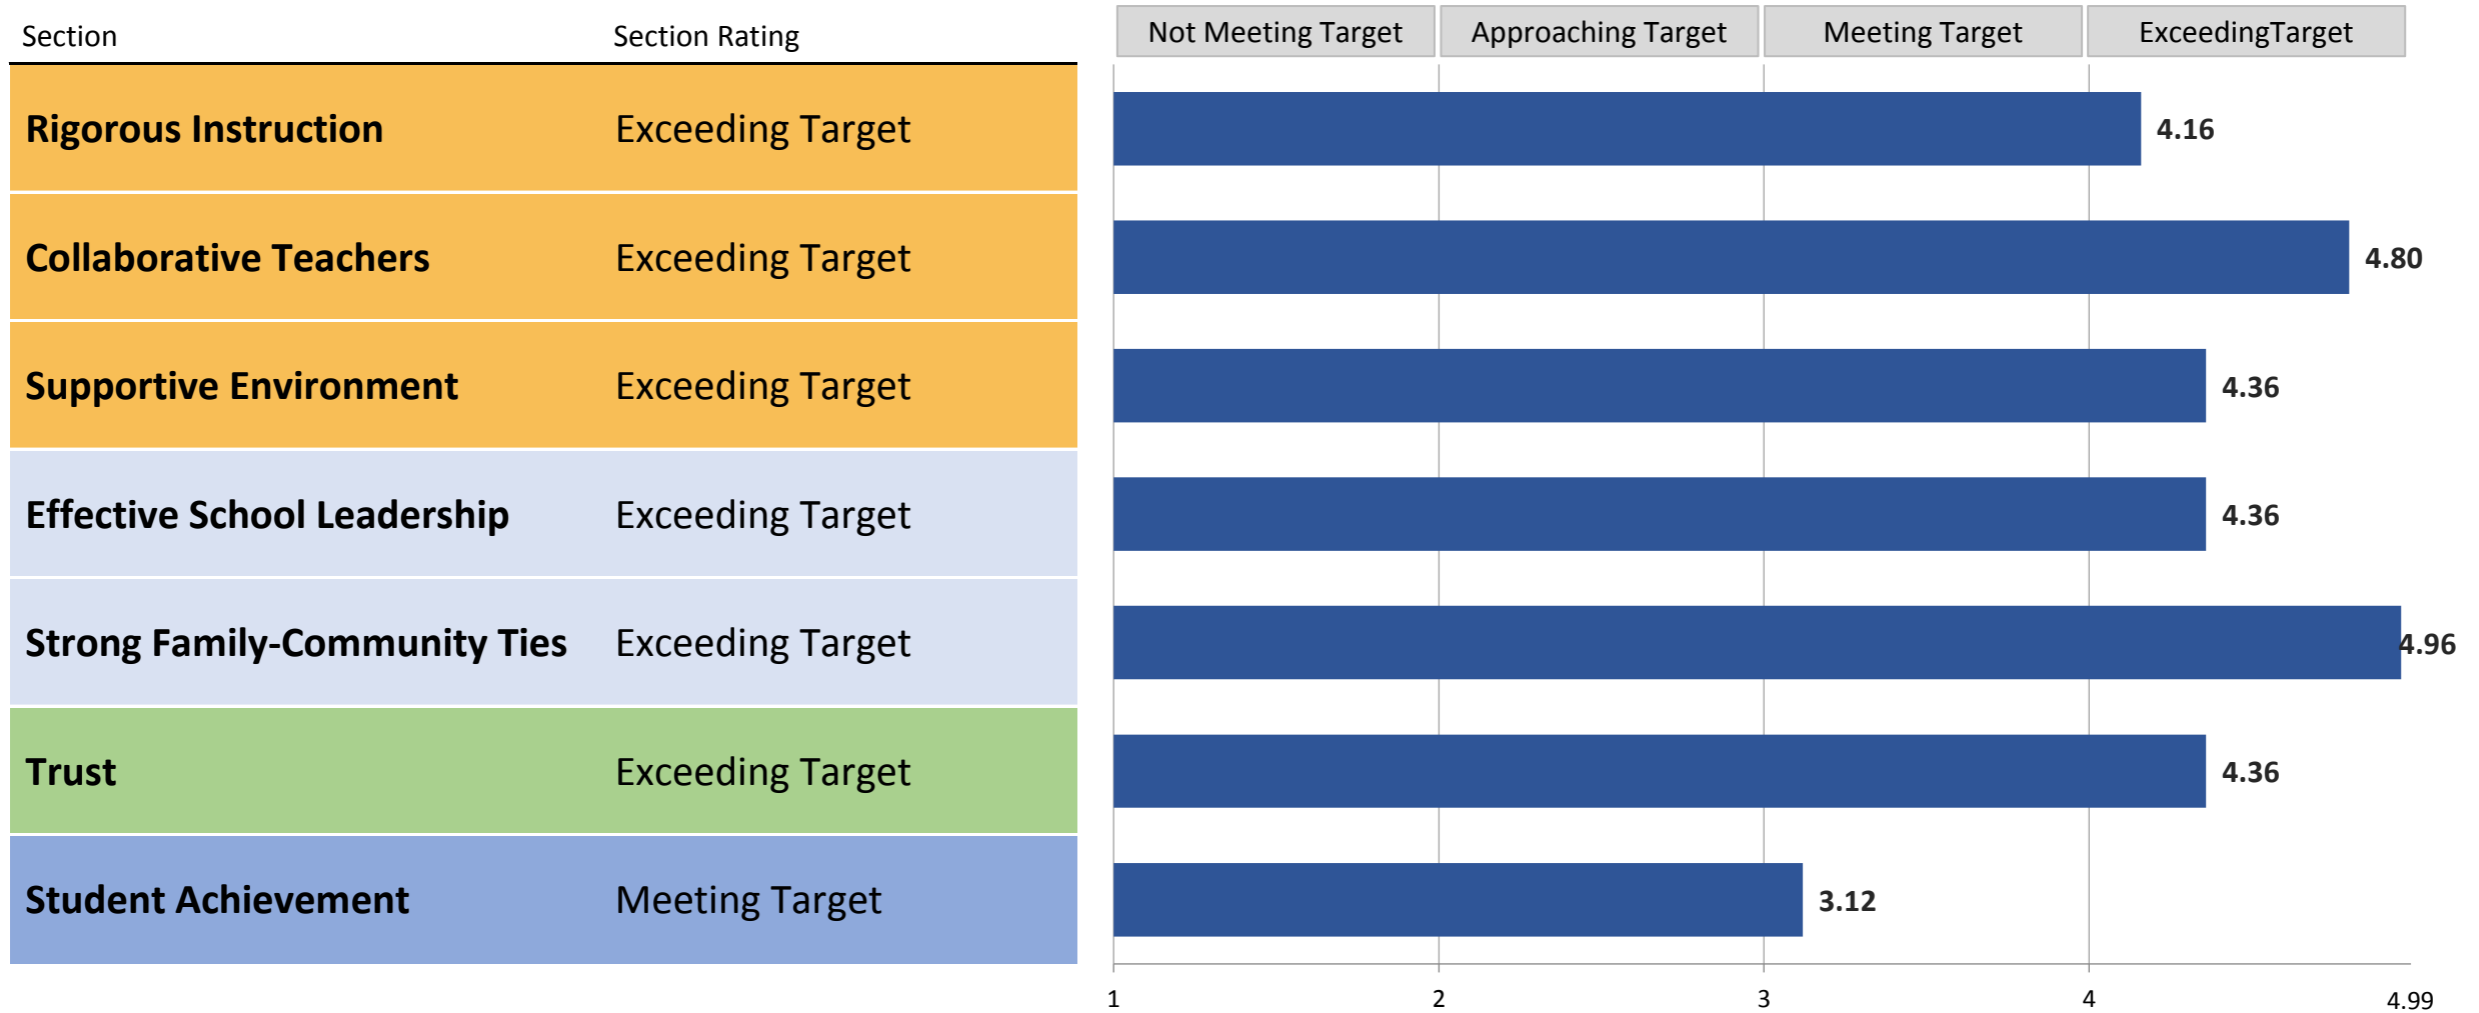 Section Section Rating Not Meeting Target Approaching Target Meeting Target ExceedingTarget
Rigorous Instruction Exceeding Target 4.16
Collaborative Teachers Exceeding Target 4.80
Supportive Environment Exceeding Target 4.36
Effective School Leadership Exceeding Target 4.36
Strong Family-Community Ties Exceeding Target 4.96
Trust Exceeding Target 4.36
Student Achievement Meeting Target 3.12
1 2 3 4 4.99